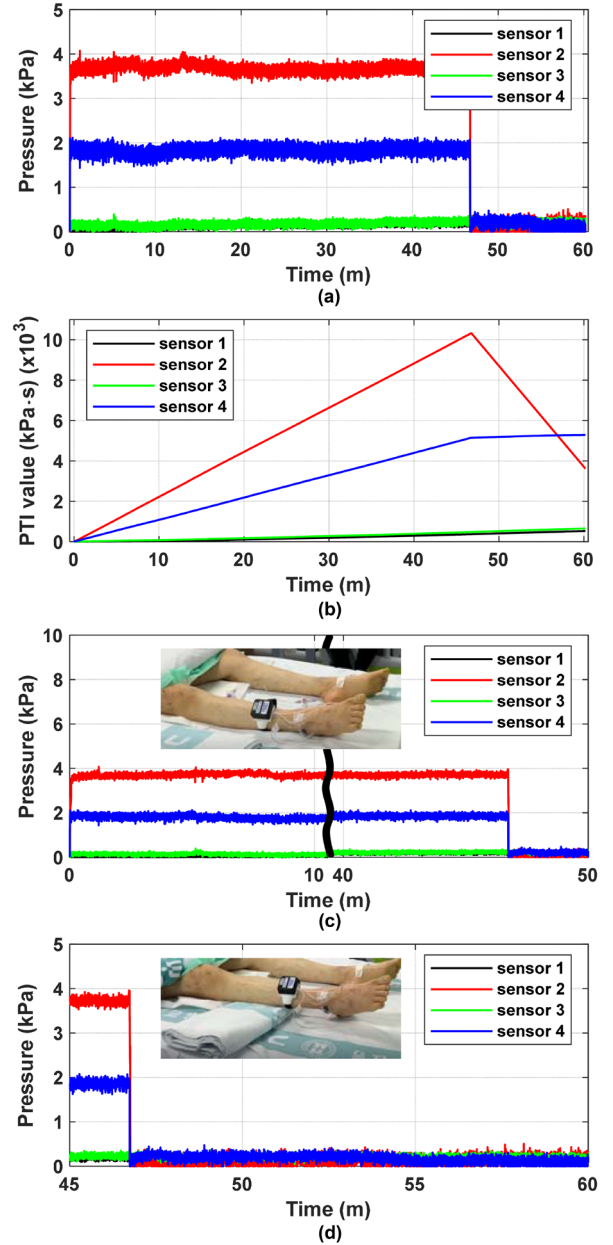 5
4
3
2
1
0
Pressure (kPa)
sensor 1
sensor 2
sensor 3
sensor 4
0 10 20 30 40 50 60
Time (m)
(a)
10
8
6
4
2
0
PTI value (kPa·s) (x10³)
sensor 1
sensor 2
sensor 3
sensor 4
0 10 20 30 40 50 60
Time (m)
(b)
10
8
6
4
2
0
Pressure (kPa)
sensor 1
sensor 2
sensor 3
sensor 4
0 10 40 50
Time (m)
(c)
5
4
3
2
1
0
Pressure (kPa)
sensor 1
sensor 2
sensor 3
sensor 4
45 50 55 60
Time (m)
(d)